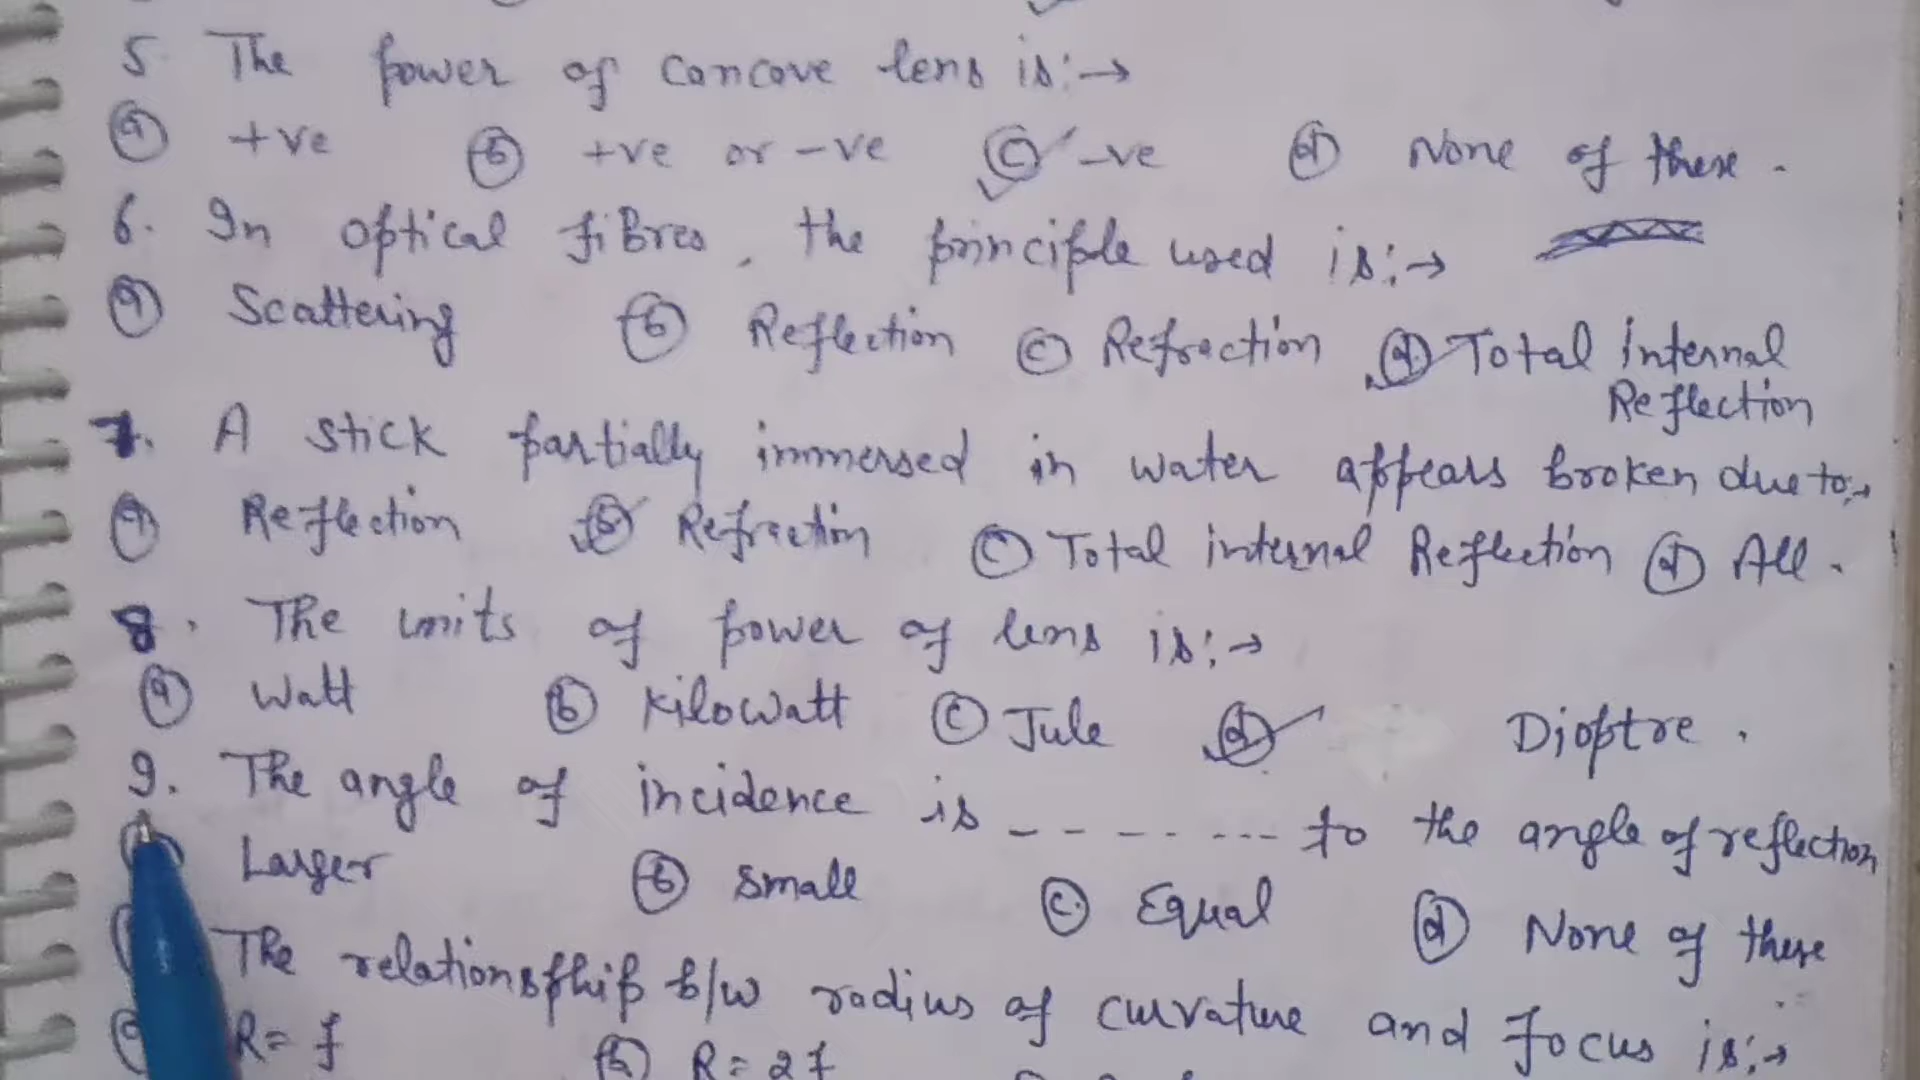 5. The power of concave lens is:→
(a) +ve (b) +ve or -ve (c) -ve (d) None of these.
6. In optical fibres, the principle used is:→
(a) Scattering (b) Reflection (c) Refraction (d) Total internal
Reflection
7. A stick partially immersed in water appears broken due to:→
(a) Reflection (b) Refraction (c) Total internal Reflection (d) All.
8. The units of power of lens is:→
(a) Watt (b) Kilowatt (c) Jule (d) Dioptre.
9. The angle of incidence is -------- to the angle of reflection
Larger (b) Small (c) Equal (d) None of these
The relationship b/w radius of curvature and focus is:→
(a) R= f (b) R= 2f